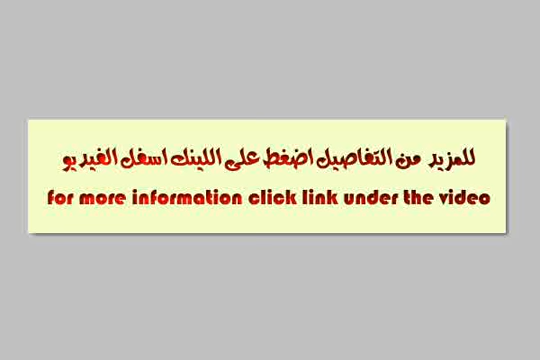 للمزيد من التفاصيل اضغط على اللينك اسفل الفيديو
for more information click link under the video